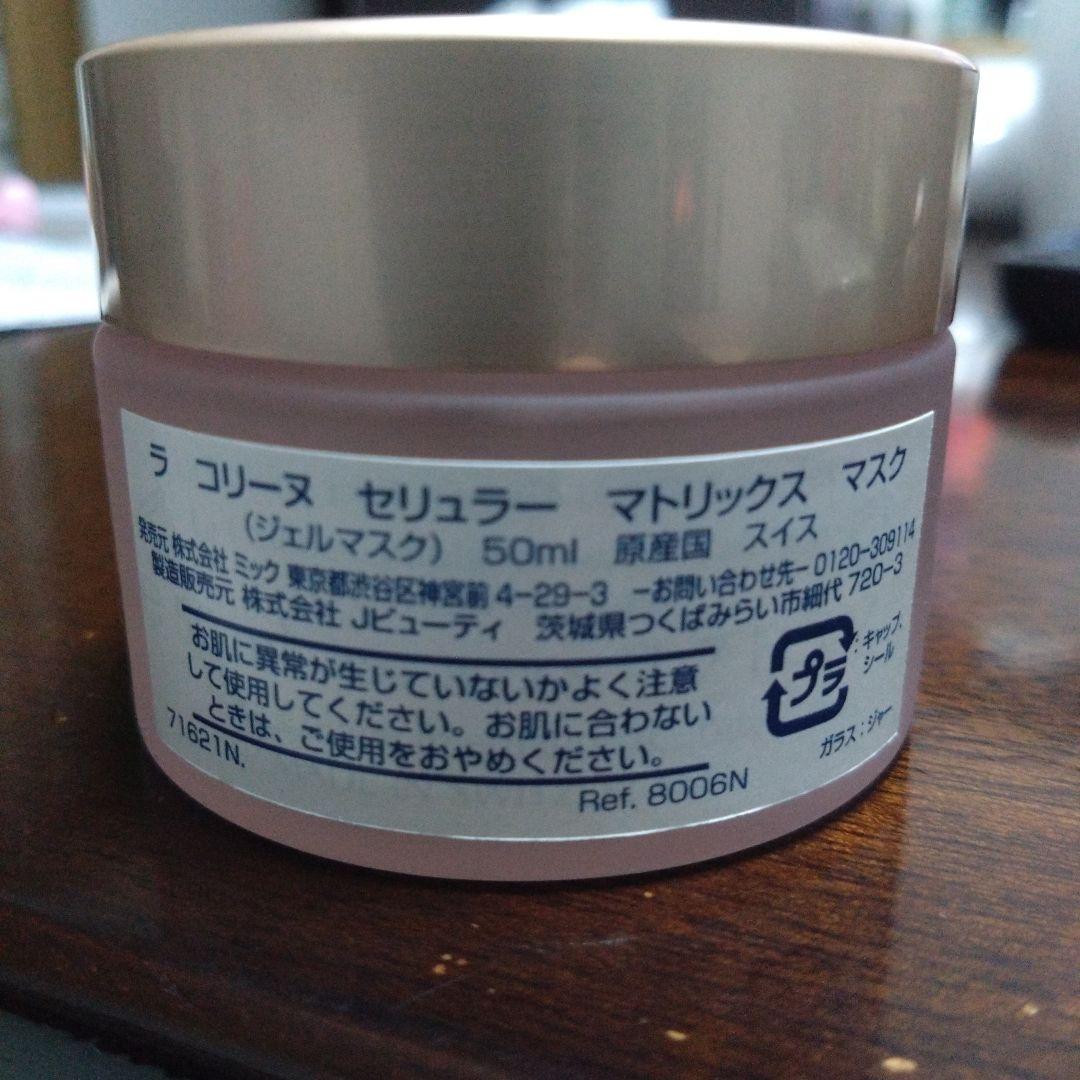 ラ コリーヌ セリュラー マトリックス マスク
(ジェルマスク) 50ml 原産国 スイス
発売元 株式会社 ミック 東京都渋谷区神宮前 4-29-3 −お問い合わせ先− 0120-309114
製造販売元 株式会社 Jビューティ 茨城県つくばみらい市細代 720-3
お肌に異常が生じていないかよく注意
して使用してください。お肌に合わない
ときは、ご使用をおやめください。
プラ
：キャップ、
シール
ガラス：ジャー
71621N.
Ref. 8006N